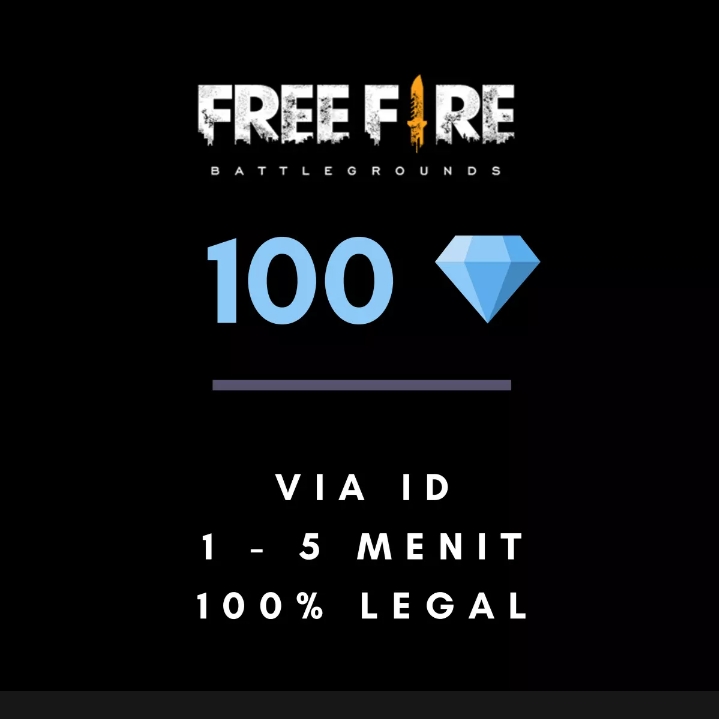 FREE FIRE
BATTLEGROUNDS
100
VIA ID
1 - 5 MENIT
100% LEGAL